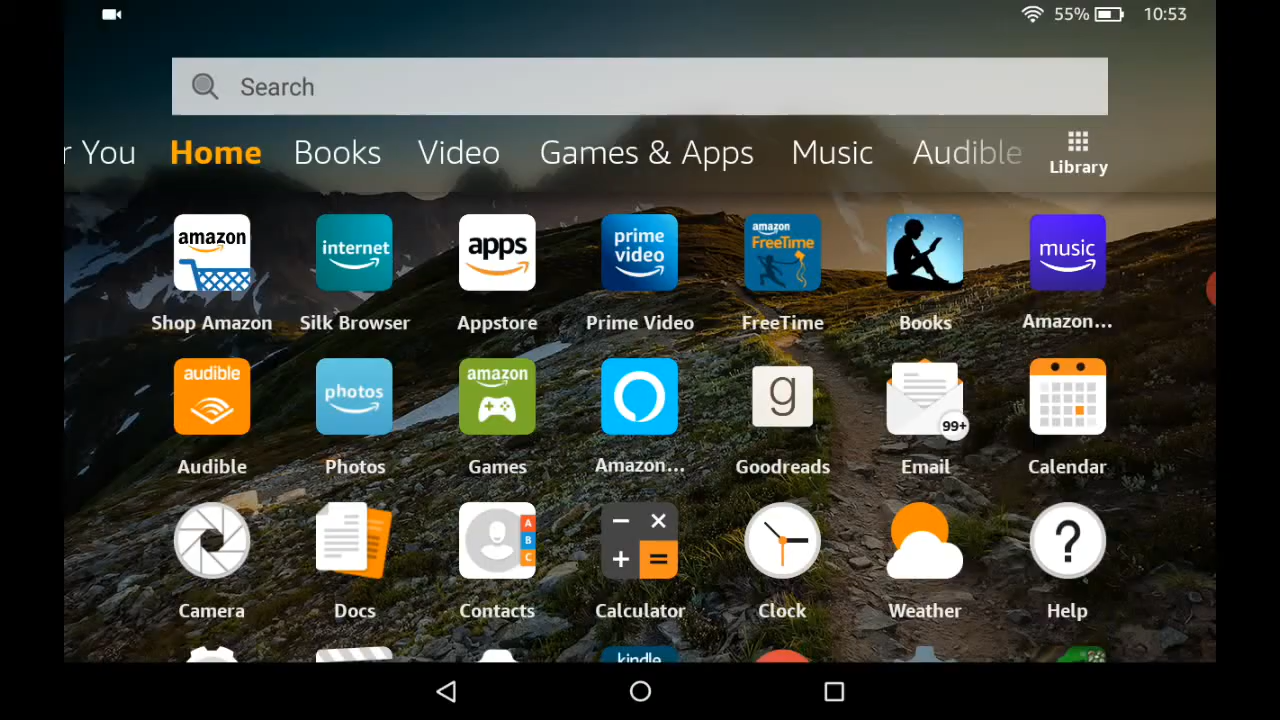 55% 10:53
Search
r You Home Books Video Games & Apps Music Audible Library
amazon internet apps prime video amazon FreeTime music
Shop Amazon Silk Browser Appstore Prime Video FreeTime Books Amazon...
audible photos amazon g 99+
Audible Photos Games Amazon... Goodreads Email Calendar
A
B
C
Camera Docs Contacts Calculator Clock Weather Help
kindle